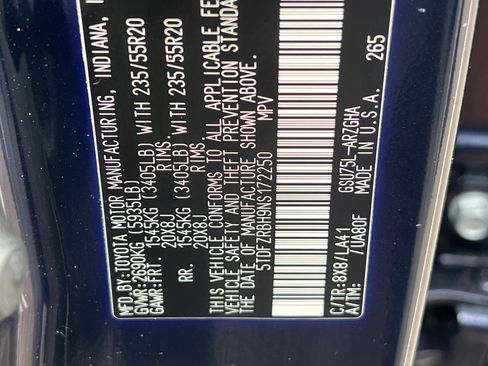 MFD. BY: TOYOTA MOTOR MANUFACTURING, INDIANA,
GVWR: 2690KG (5935LB)
GAWR:FRT. 1545KG (3405LB) WITH 235/55R20
20X8J RIMS,
RR. 1545KG (3405LB) WITH 235/55R20
20X8J RIMS,
THIS VEHICLE CONFORMS TO ALL APPLICABLE FE
VEHICLE SAFETY AND THEFT PREVENTION STANDA
THIS DATE OF MANUFACTURE SHOWN ABOVE.
5TDFZRBH9NS172250 MPV
265
C/TR:8X8/LA41 GSU75L-ARZGHA
A/TM: /UA80F MADE IN U.S.A.